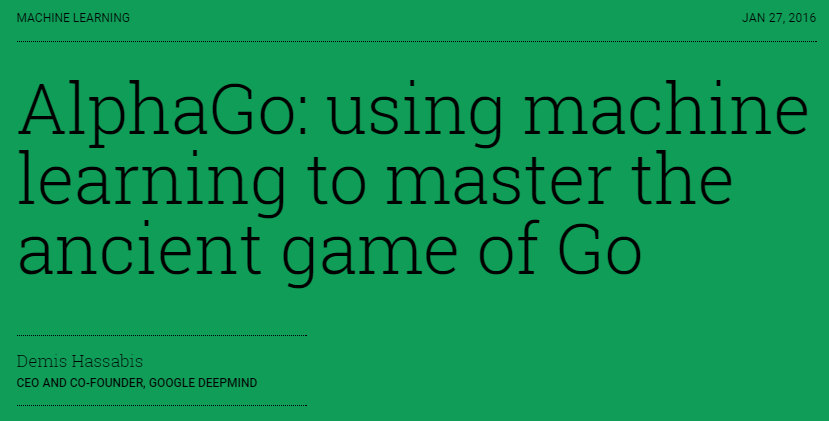 MACHINE LEARNING
JAN 27, 2016
AlphaGo: using machine
learning to master the
ancient game of Go
Demis Hassabis
CEO AND CO-FOUNDER, GOOGLE DEEPMIND